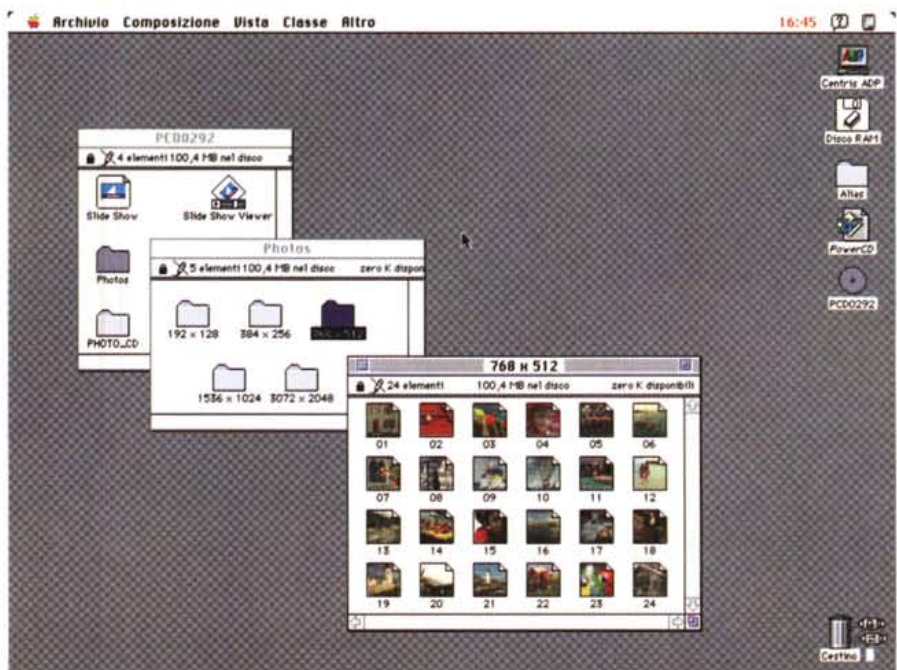 Archivio Composizione Vista Classe Altro 16:45
Centris ADP
Disco RAM
Alias
PowerCD
PCD0292
PCD0292
4 elementi 100,4 MB nel disco
Slide Show Slide Show Viewer
Photos
PHOTO_CD
Photos
5 elementi 100,4 MB nel disco zero K dispon
192 x 128 384 x 256 768 x 512
1536 x 1024 3072 x 2048
768 x 512
24 elementi 100,4 MB nel disco zero K disponibili
01 02 03 04 05 06
07 08 09 10 11 12
13 14 15 16 17 18
19 20 21 22 23 24
Cestino